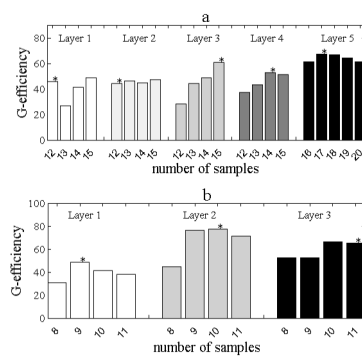 a
Layer 1 Layer 2 Layer 3 Layer 4 Layer 5
80
60
40
20
0
G-efficiency
12 13 14 15 12 13 14 15 12 13 14 15 12 13 14 15 16 17 18 19 20
number of samples
b
100
Layer 1 Layer 2 Layer 3
80
60
40
20
0
G-efficiency
8 9 10 11 8 9 10 11 8 9 10 11
number of samples